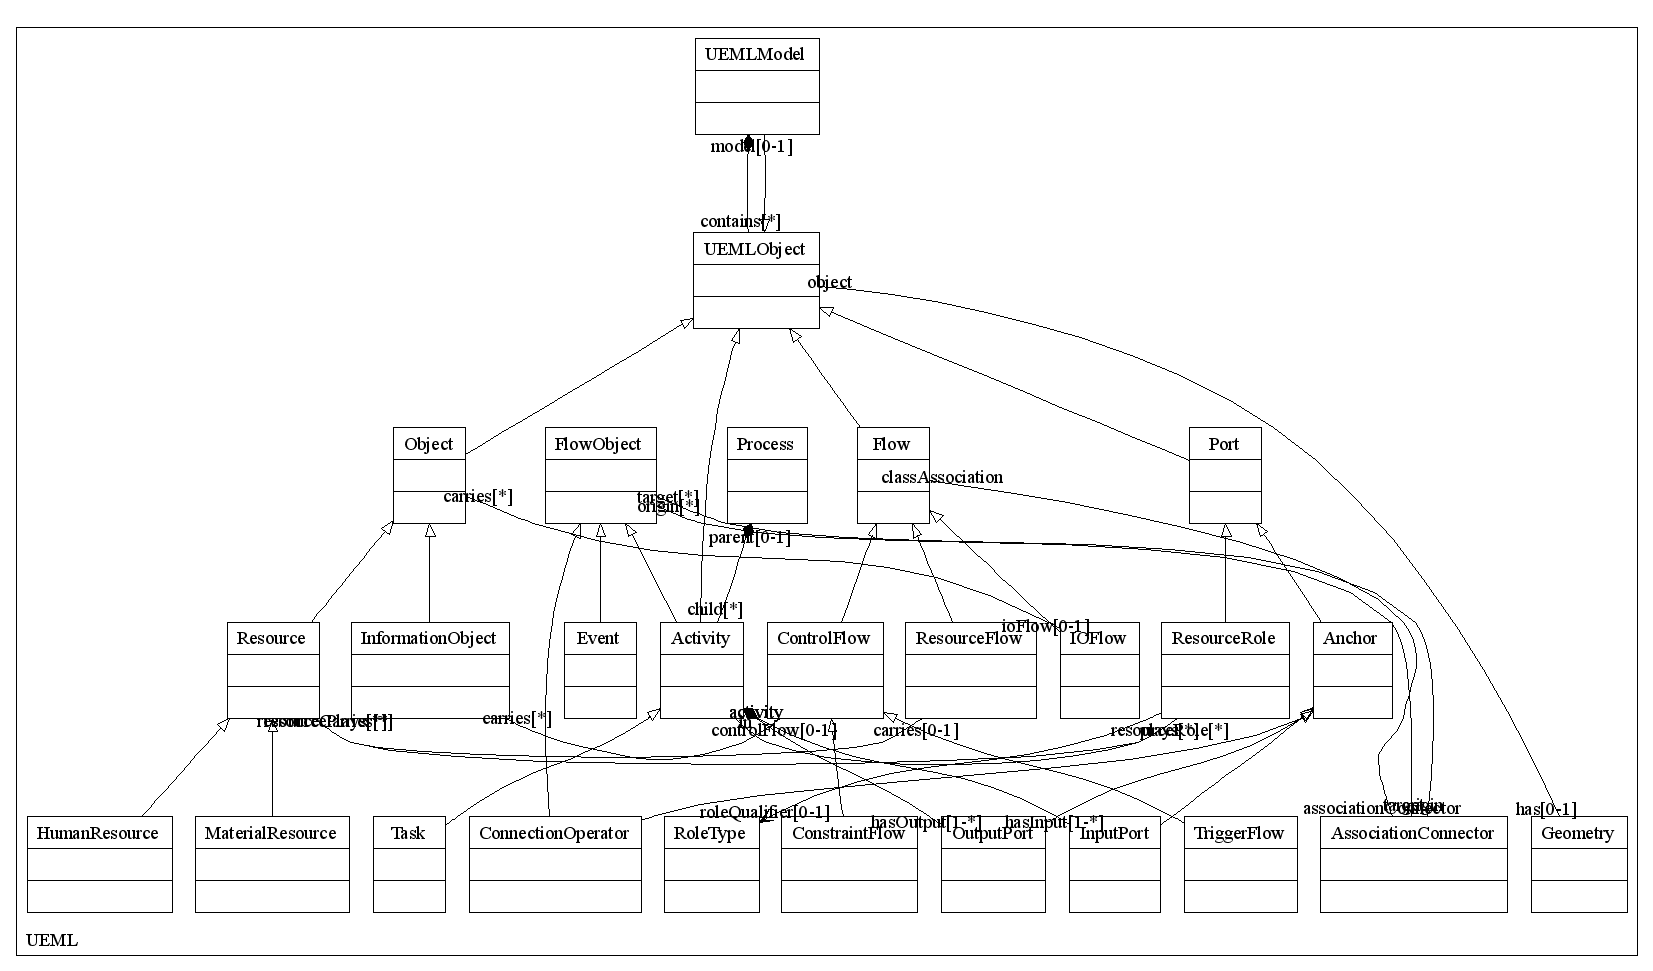 UEMLModel
model[0-1]
contains[*]
UEMLObject
object
Object
FlowObject
Process
Flow
Port
classAssociation
carries[*]
target[*]
origin[*]
parent[0-1]
child[*]
ioFlow[0-1]
Resource
InformationObject
Event
Activity
ControlFlow
ResourceFlow
IOFlow
ResourceRole
Anchor
activity
carries[*]
controlFlow[0-1]
carries[0-1]
roleQualifier[0-1]
hasOutput[1-*]
hasInput[1-*]
associationConnector
has[0-1]
HumanResource
MaterialResource
Task
ConnectionOperator
RoleType
ConstraintFlow
OutputPort
InputPort
TriggerFlow
AssociationConnector
Geometry
UEML